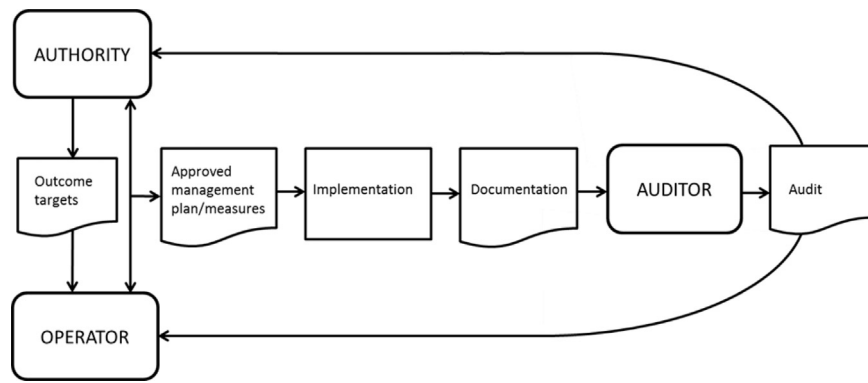 AUTHORITY
Outcome
targets
Approved
management
plan/measures
Implementation
Documentation
AUDITOR
Audit
OPERATOR